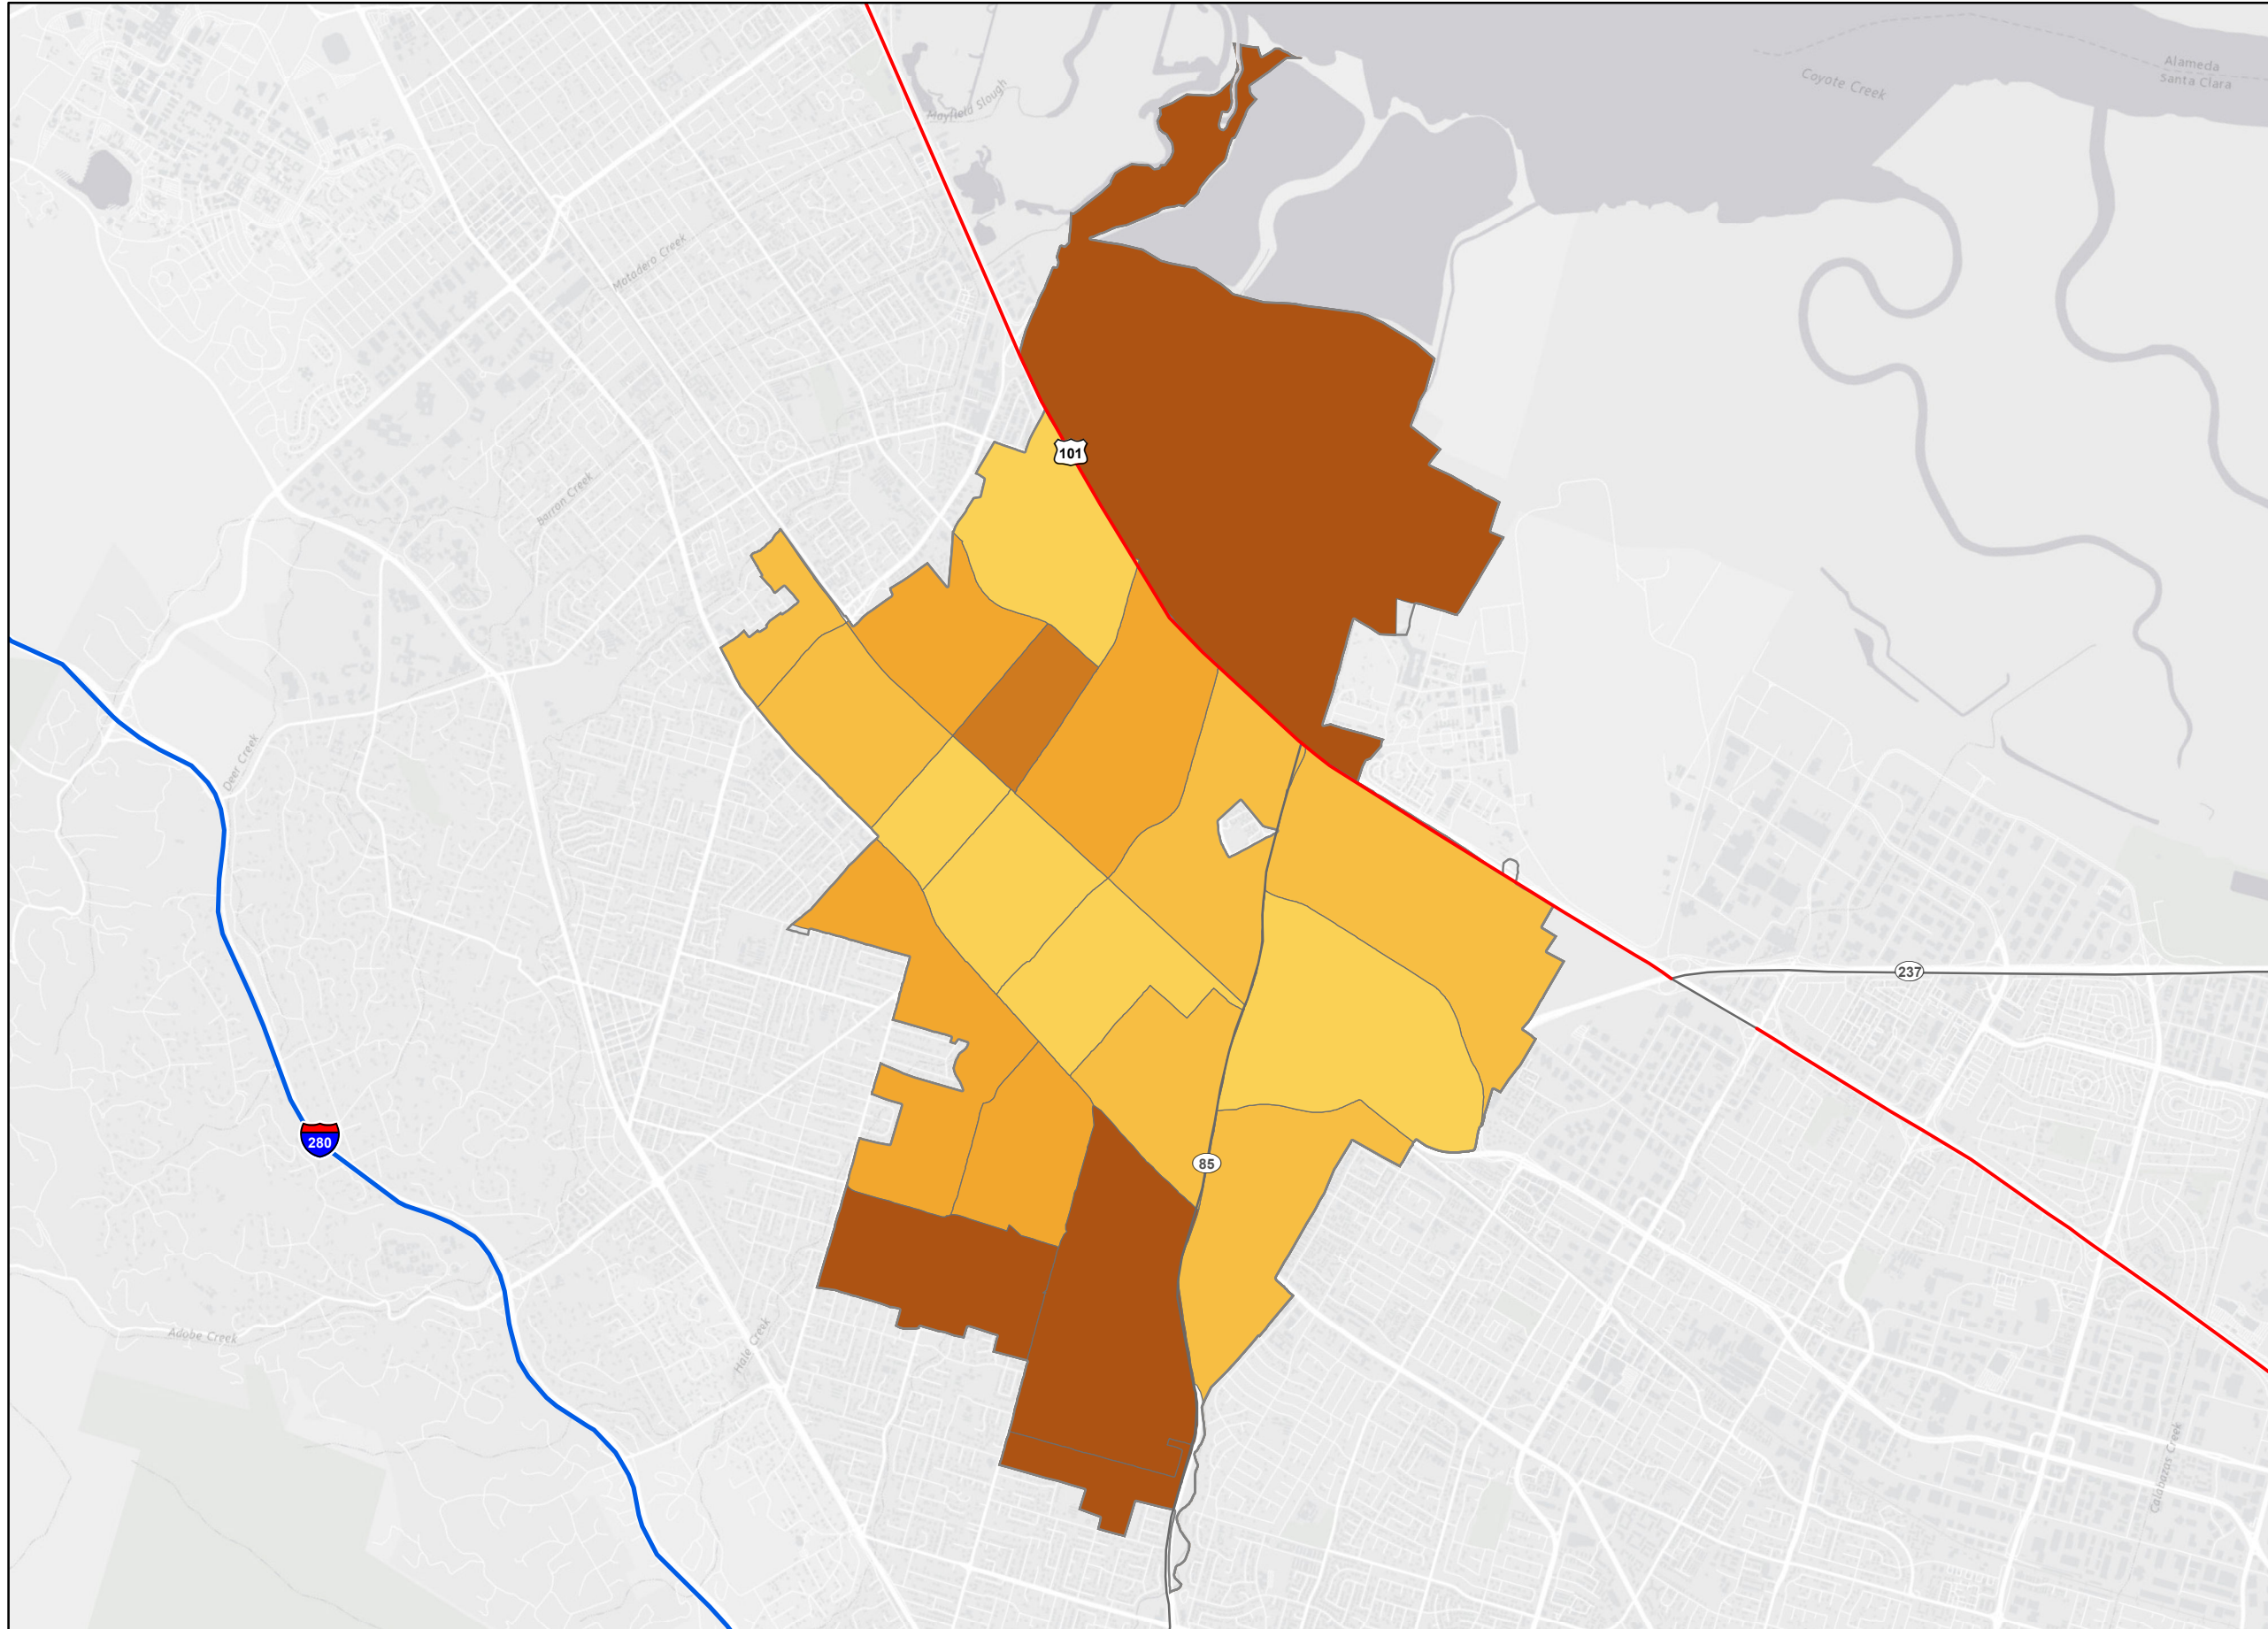 Coyote Creek
Alameda
Santa Clara
Mayfield Slough
Matadero Creek
101
Barron Creek
Deer Creek
237
280
85
Adobe Creek
Hale Creek
Calabazas Creek